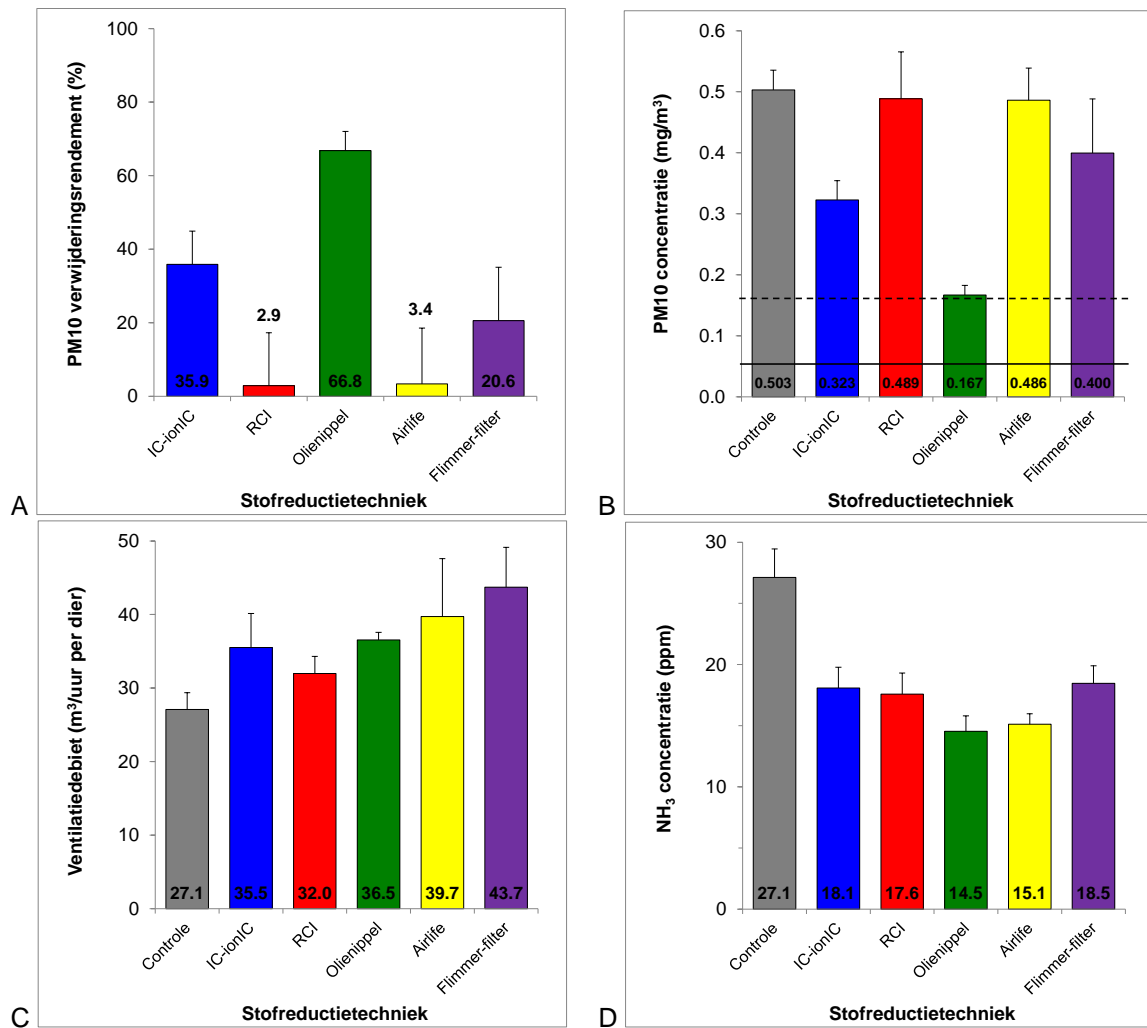 PM10 verwijderingsrendement (%)
100
80
60
40
20
0
35.9
2.9
66.8
3.4
20.6
IC-ionIC
RCI
Olienippel
Airlife
Flimmer-filter
Stofreductietechniek
A
PM10 concentratie (mg/m³)
0.6
0.5
0.4
0.3
0.2
0.1
0.0
0.503
0.323
0.489
0.167
0.486
0.400
Controle
IC-ionIC
RCI
Olienippel
Airlife
Flimmer-filter
Stofreductietechniek
B
Ventilatiedebiet (m³/uur per dier)
50
40
30
20
10
0
27.1
35.5
32.0
36.5
39.7
43.7
Controle
IC-ionIC
RCI
Olienippel
Airlife
Flimmer-filter
Stofreductietechniek
C
NH₃ concentratie (ppm)
30
20
10
0
27.1
18.1
17.6
14.5
15.1
18.5
Controle
IC-ionIC
RCI
Olienippel
Airlife
Flimmer-filter
Stofreductietechniek
D